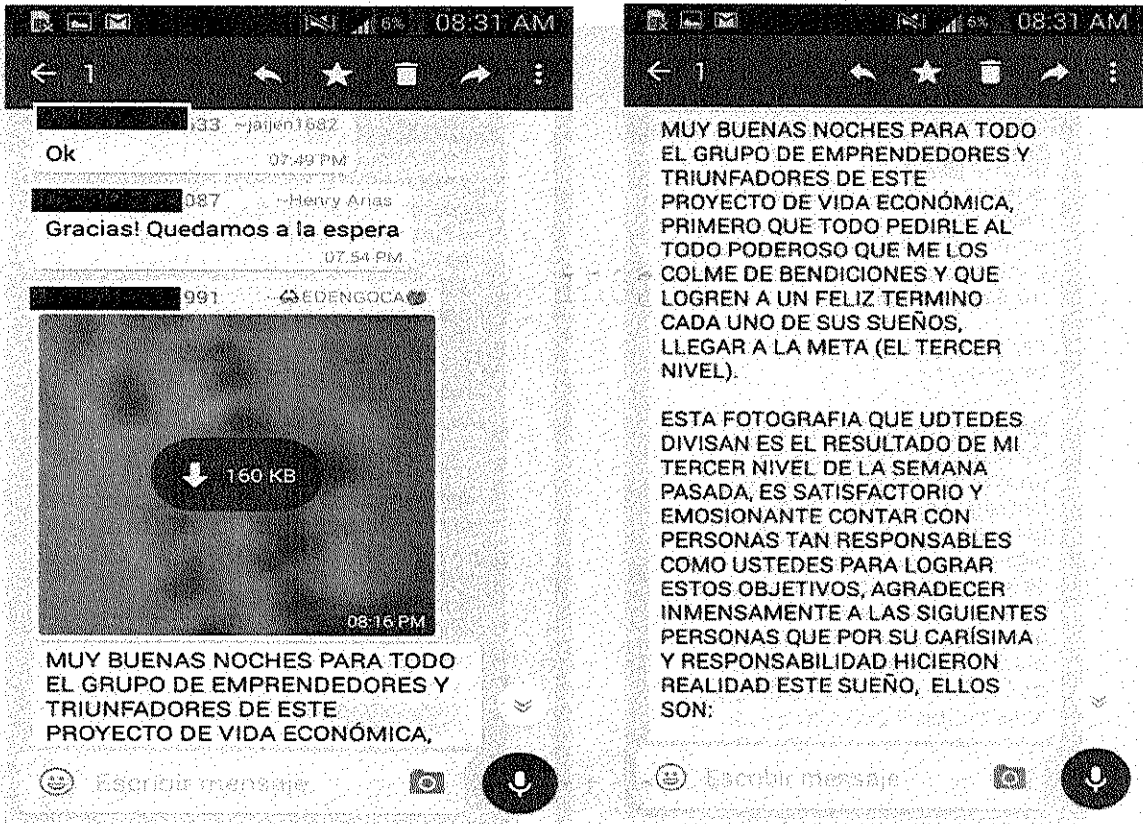 6% 08:31 AM
1
533 ~jaijen1682
Ok
07:49 PM
087 ~Henry Arias
Gracias! Quedamos a la espera
07:54 PM
991 ~EDENGOCA
160 KB
08:16 PM
MUY BUENAS NOCHES PARA TODO
EL GRUPO DE EMPRENDEDORES Y
TRIUNFADORES DE ESTE
PROYECTO DE VIDA ECONÓMICA,
Escribir mensaje
6% 08:31 AM
1
MUY BUENAS NOCHES PARA TODO
EL GRUPO DE EMPRENDEDORES Y
TRIUNFADORES DE ESTE
PROYECTO DE VIDA ECONÓMICA,
PRIMERO QUE TODO PEDIRLE AL
TODO PODEROSO QUE ME LOS
COLME DE BENDICIONES Y QUE
LOGREN A UN FELIZ TERMINO
CADA UNO DE SUS SUEÑOS,
LLEGAR A LA META (EL TERCER
NIVEL).
ESTA FOTOGRAFIA QUE UDTEDES
DIVISAN ES EL RESULTADO DE MI
TERCER NIVEL DE LA SEMANA
PASADA, ES SATISFACTORIO Y
EMOSIONANTE CONTAR CON
PERSONAS TAN RESPONSABLES
COMO USTEDES PARA LOGRAR
ESTOS OBJETIVOS, AGRADECER
INMENSAMENTE A LAS SIGUIENTES
PERSONAS QUE POR SU CARÍSIMA
Y RESPONSABILIDAD HICIERON
REALIDAD ESTE SUEÑO, ELLOS
SON:
Escribir mensaje